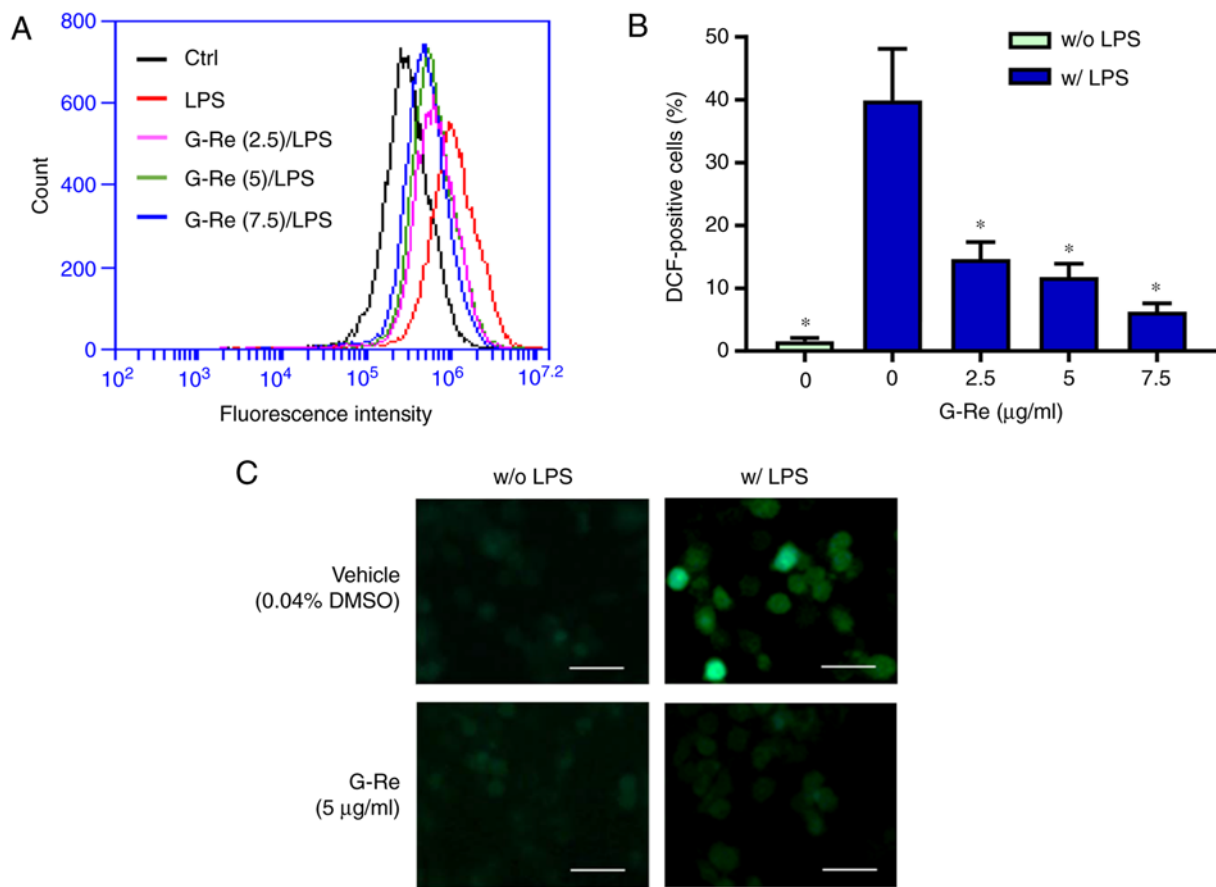 A
800
600
400
200
0
Count
Ctrl
LPS
G-Re (2.5)/LPS
G-Re (5)/LPS
G-Re (7.5)/LPS
10²
10³
10⁴
10⁵
10⁶
10⁷·²
Fluorescence intensity
B
50
40
30
20
10
0
DCF-positive cells (%)
w/o LPS
w/ LPS
*
*
*
*
0
0
2.5
5
7.5
G-Re (µg/ml)
C
w/o LPS
w/ LPS
Vehicle
(0.04% DMSO)
G-Re
(5 µg/ml)